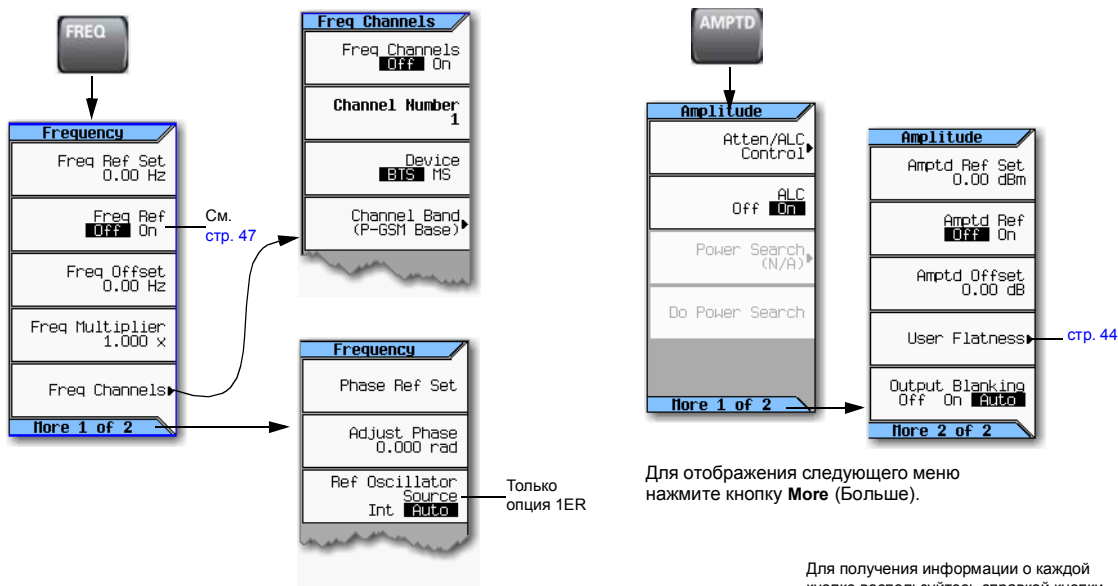 FREQ
Frequency
Freq Ref Set
0.00 Hz
Freq Ref
Off On
См.
стр. 47
Freq Offset
0.00 Hz
Freq Multiplier
1.000 x
Freq Channels
More 1 of 2
Freq Channels
Freq Channels
Off On
Channel Number
1
Device
BTS MS
Channel Band
(P-GSM Base)
Frequency
Phase Ref Set
Adjust Phase
0.000 rad
Ref Oscillator
Source
Int Auto
Только
опция 1ER
AMPTD
Amplitude
Atten/ALC
Control
ALC
Off On
Power Search
(N/A)
Do Power Search
More 1 of 2
Amplitude
Amptd Ref Set
0.00 dBm
Amptd Ref
Off On
Amptd Offset
0.00 dB
User Flatness
стр. 44
Output Blanking
Off On Auto
More 2 of 2
Для отображения следующего меню
нажмите кнопку More (Больше).
Для получения информации о каждой
кнопке воспользуйтесь справкой кнопки